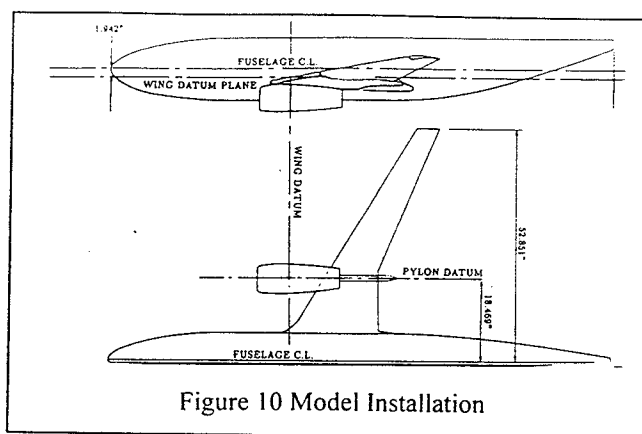 1.942"
FUSELAGE C.L.
WING DATUM PLANE
WING DATUM
52.851"
PYLON DATUM
18.469"
FUSELAGE C.L.
Figure 10 Model Installation